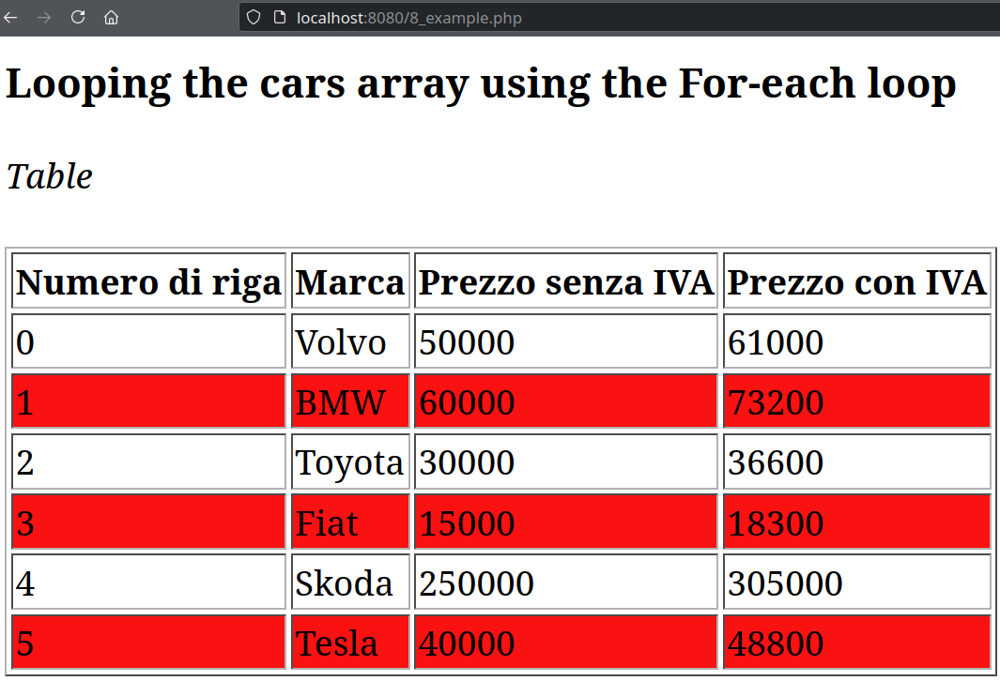 localhost:8080/8_example.php
Looping the cars array using the For-each loop
Table
Numero di riga Marca Prezzo senza IVA Prezzo con IVA
0 Volvo 50000 61000
1 BMW 60000 73200
2 Toyota 30000 36600
3 Fiat 15000 18300
4 Skoda 250000 305000
5 Tesla 40000 48800